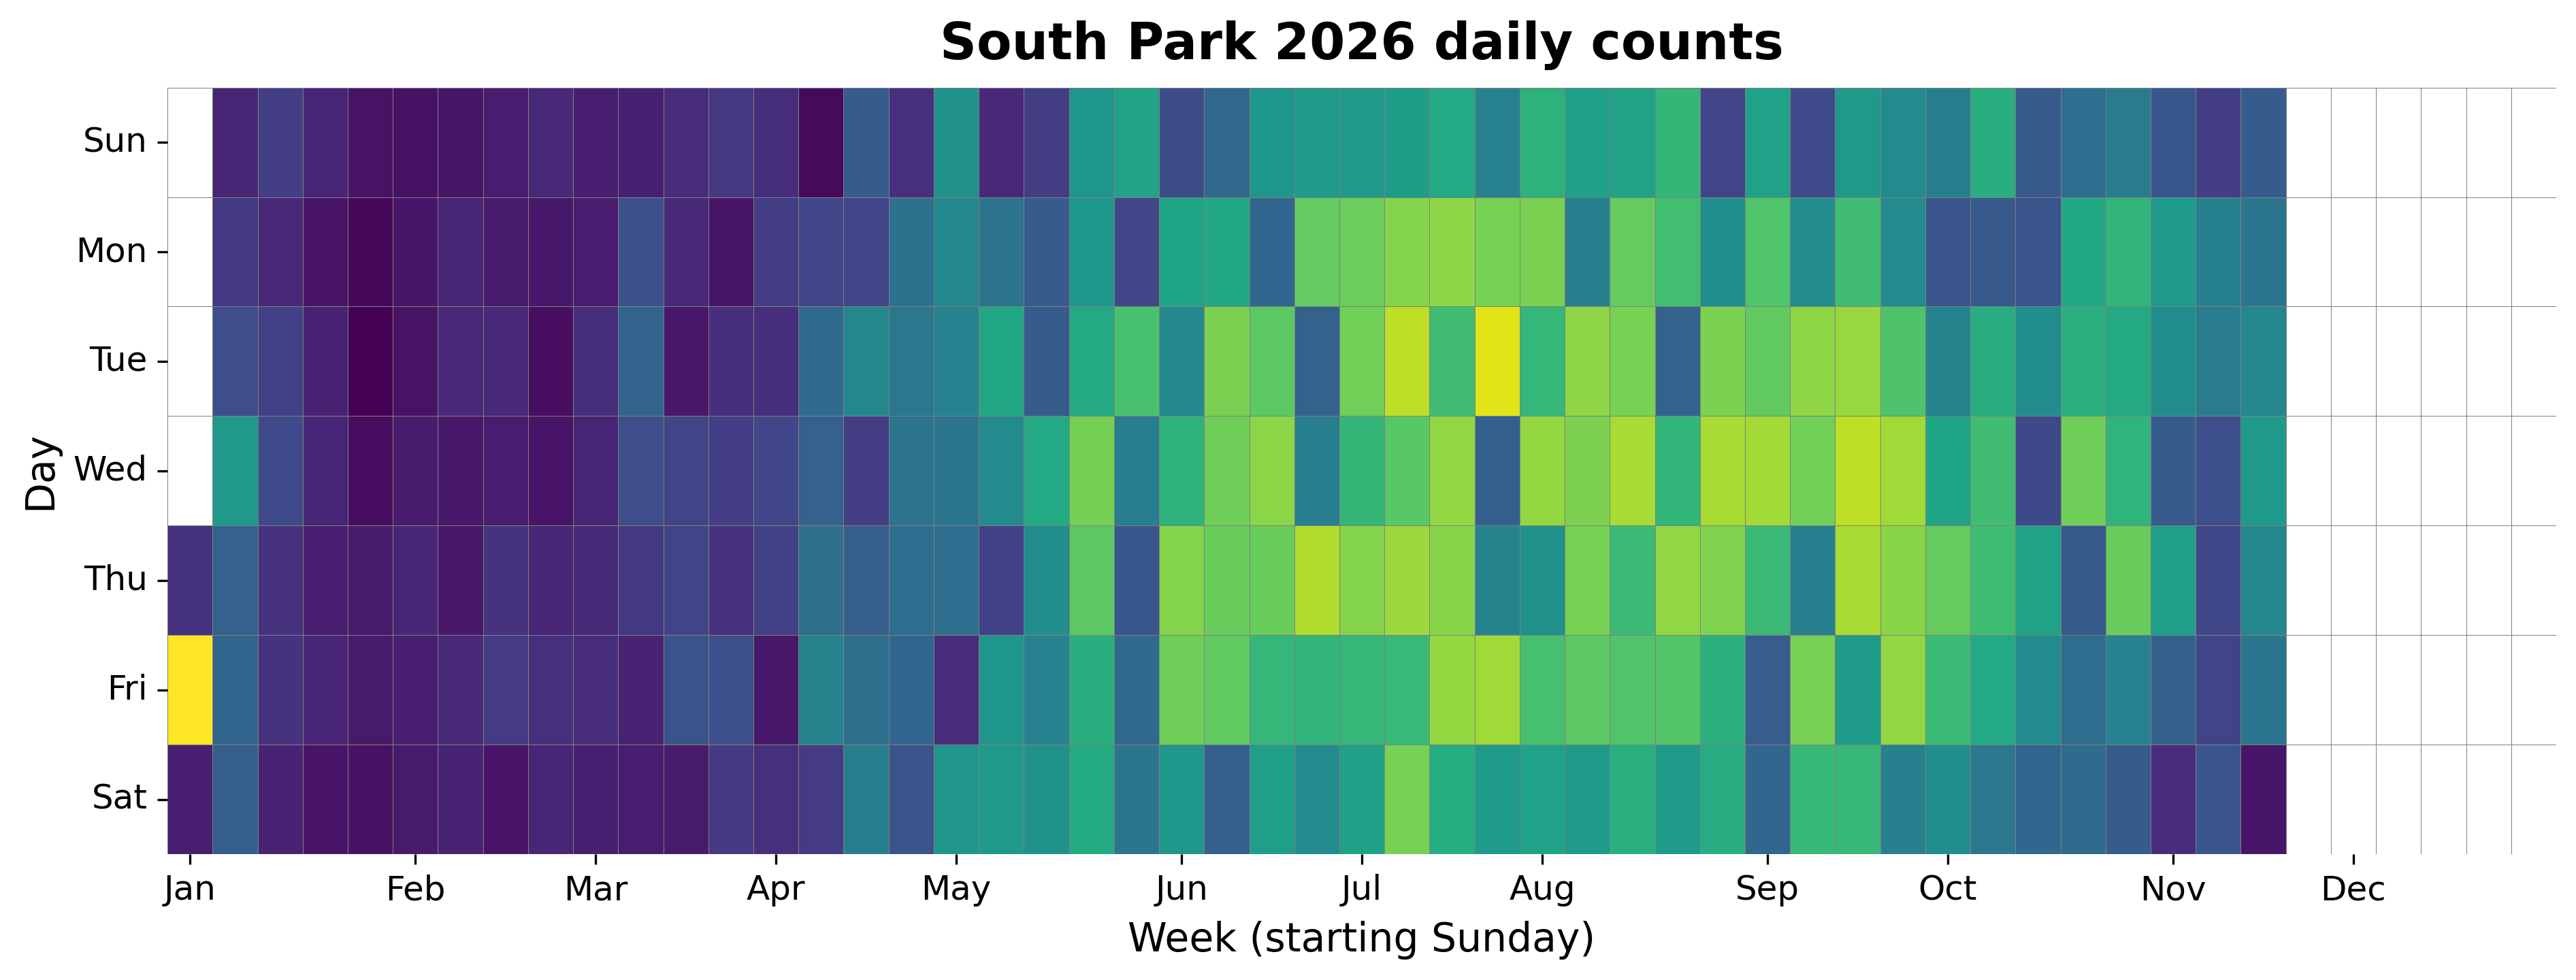 South Park 2026 daily counts
Day
Sun
Mon
Tue
Wed
Thu
Fri
Sat
Jan Feb Mar Apr May Jun Jul Aug Sep Oct Nov Dec
Week (starting Sunday)